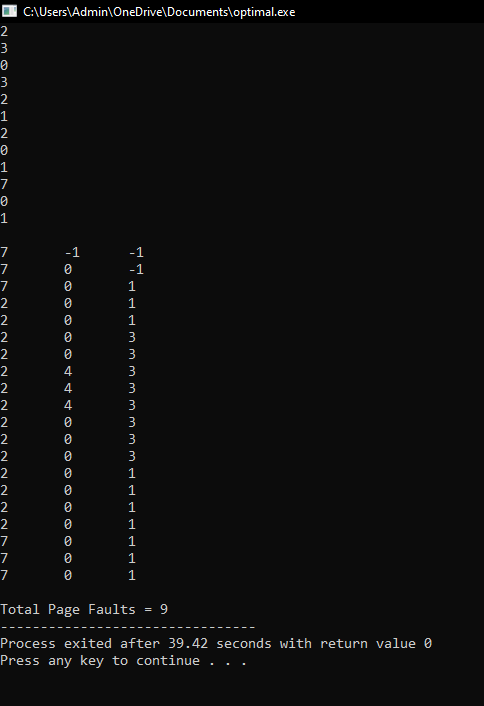 C:\Users\Admin\OneDrive\Documents\optimal.exe
2
3
0
3
2
1
2
0
1
7
0
1
7 -1 -1
7 0 -1
7 0 1
2 0 1
2 0 1
2 0 3
2 0 3
2 4 3
2 4 3
2 4 3
2 0 3
2 0 3
2 0 3
2 0 1
2 0 1
2 0 1
2 0 1
7 0 1
7 0 1
7 0 1
Total Page Faults = 9
--------------------------------
Process exited after 39.42 seconds with return value 0
Press any key to continue . . .